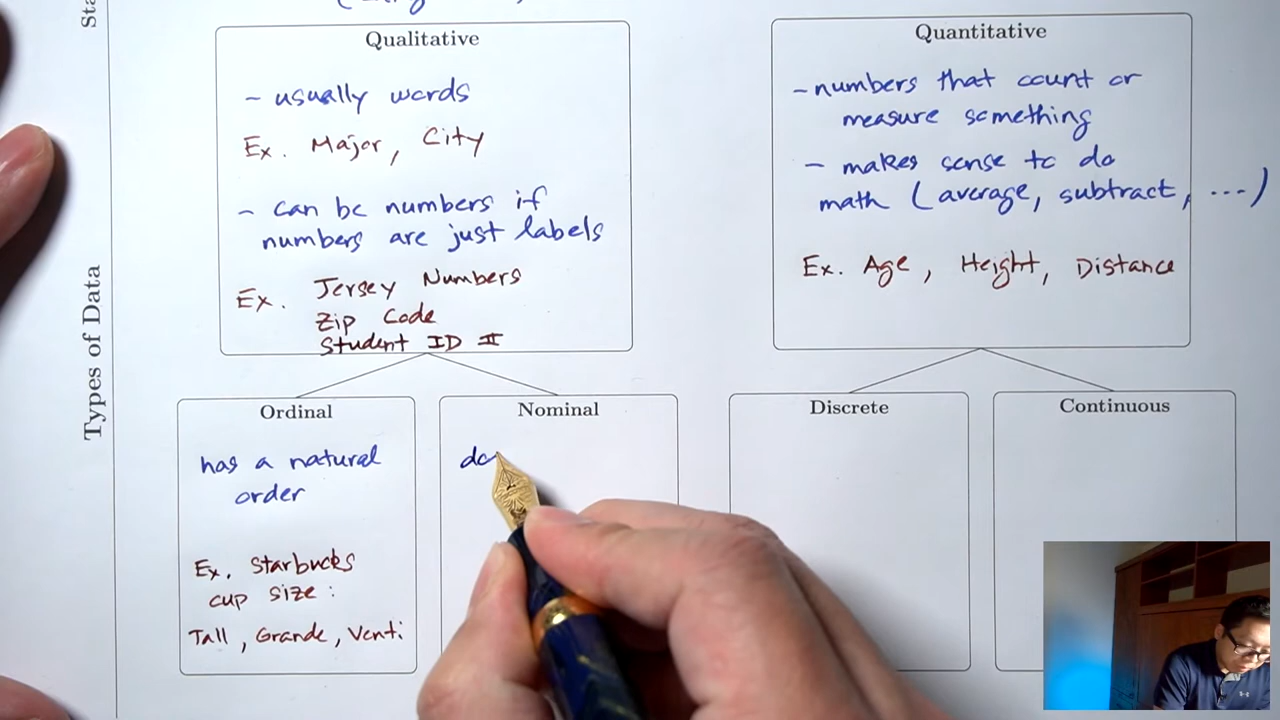 Qualitative
- usually words
Ex. Major, City
- can be numbers if
numbers are just labels
Ex. Jersey Numbers
Zip Code
Student ID #
Quantitative
- numbers that count or
measure something
- makes sense to do
math (average, subtract, ...)
Ex. Age, Height, Distance
Types of Data
Ordinal
has a natural
order
Ex. Starbucks
cup size:
Tall, Grande, Venti
Nominal
do
Discrete
Continuous